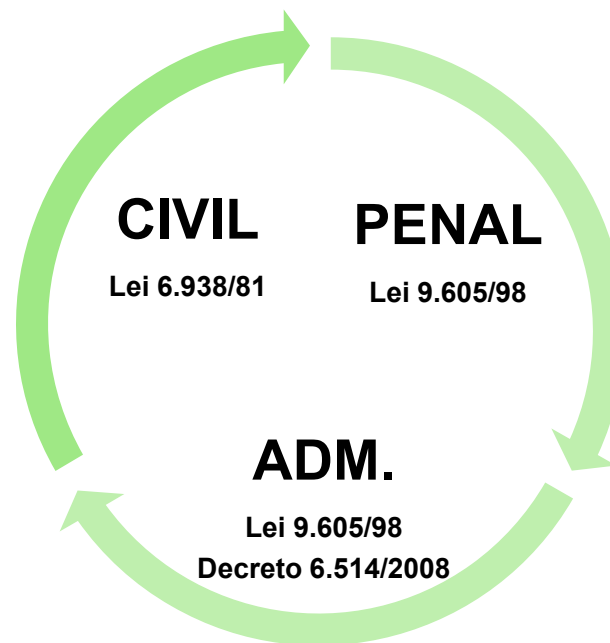 CIVIL
Lei 6.938/81
PENAL
Lei 9.605/98
ADM.
Lei 9.605/98
Decreto 6.514/2008